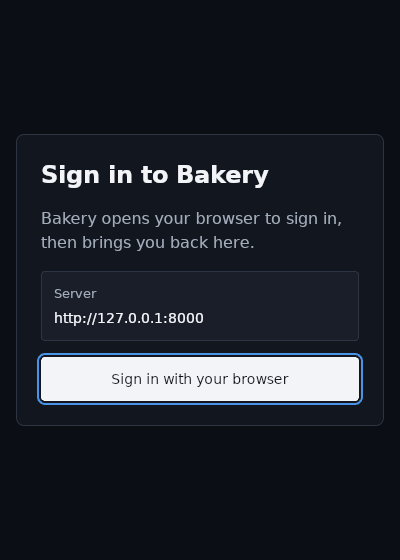 Sign in to Bakery
Bakery opens your browser to sign in,
then brings you back here.
Server
http://127.0.0.1:8000
Sign in with your browser